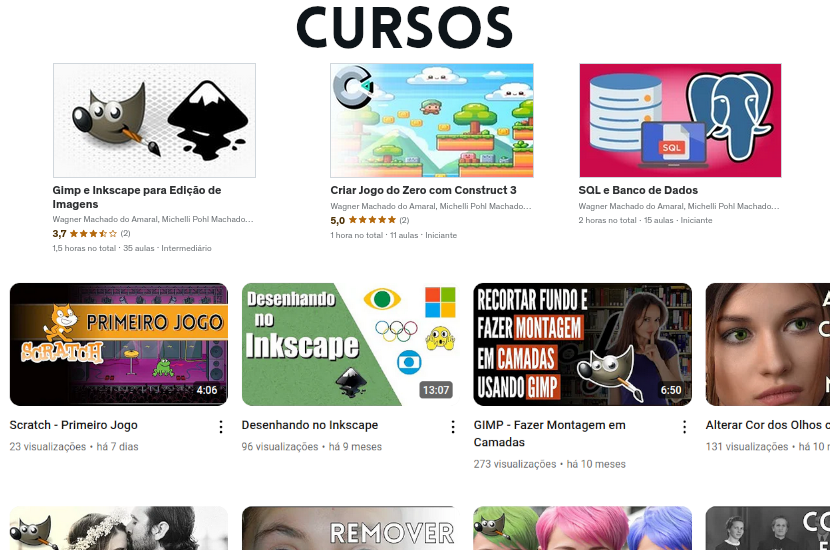 CURSOS
Gimp e Inkscape para Edição de
Imagens
Wagner Machado do Amaral, Michelli Pohl Machado...
3,7 (2)
1,5 horas no total · 35 aulas · Intermediário
Criar Jogo do Zero com Construct 3
Wagner Machado do Amaral, Michelli Pohl Machado...
5,0 (2)
1 hora no total · 11 aulas · Iniciante
SQL
SQL e Banco de Dados
Wagner Machado do Amaral, Michelli Pohl Machado...
2 horas no total · 15 aulas · Iniciante
PRIMEIRO JOGO
SCRATCH
4:06
Scratch - Primeiro Jogo
23 visualizações • há 7 dias
Desenhando
no
Inkscape
13:07
Desenhando no Inkscape
96 visualizações • há 9 meses
RECORTAR FUNDO E
FAZER MONTAGEM
EM CAMADAS
USANDO GIMP
6:50
GIMP - Fazer Montagem em
Camadas
273 visualizações • há 10 meses
Alterar Cor dos Olhos
131 visualizações • há 10
REMOVER